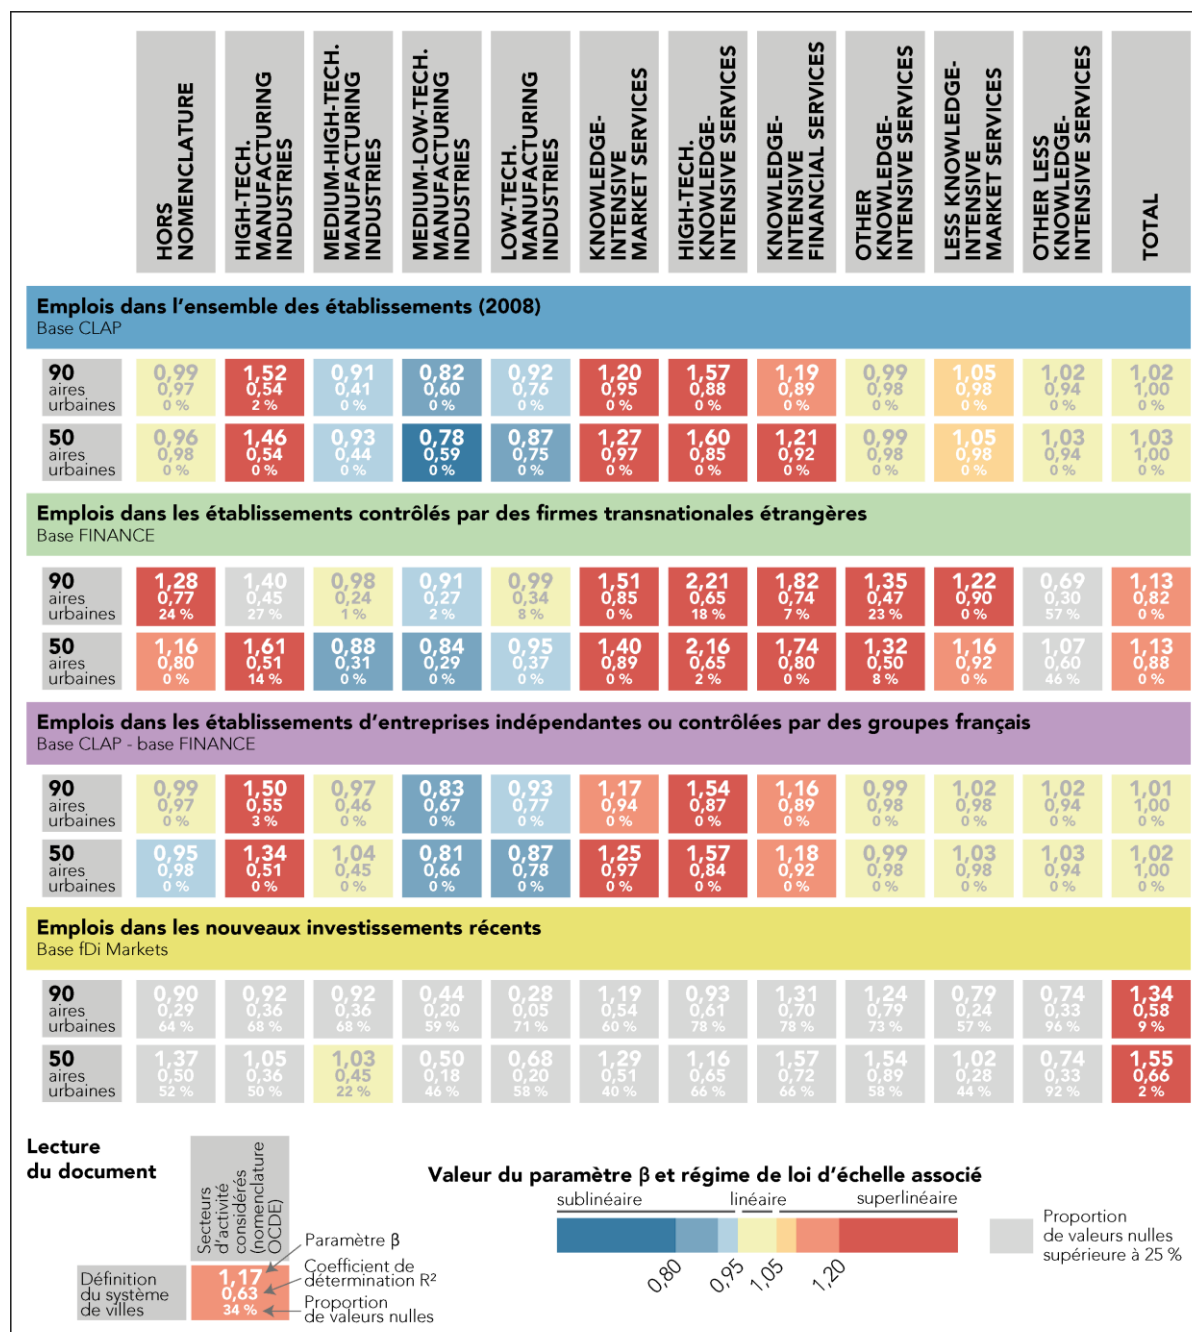 HORS
NOMENCLATURE
HIGH-TECH.
MANUFACTURING
INDUSTRIES
MEDIUM-HIGH-TECH.
MANUFACTURING
INDUSTRIES
MEDIUM-LOW-TECH.
MANUFACTURING
INDUSTRIES
LOW-TECH.
MANUFACTURING
INDUSTRIES
KNOWLEDGE-
INTENSIVE
MARKET SERVICES
HIGH-TECH.
KNOWLEDGE-
INTENSIVE SERVICES
KNOWLEDGE-
INTENSIVE
FINANCIAL SERVICES
OTHER
KNOWLEDGE-
INTENSIVE SERVICES
LESS KNOWLEDGE-
INTENSIVE
MARKET SERVICES
OTHER LESS
KNOWLEDGE-
INTENSIVE SERVICES
TOTAL
Emplois dans l'ensemble des établissements (2008)
Base CLAP
90 0,99 1,52 0,91 0,82 0,92 1,20 1,57 1,19 0,99 1,05 1,02 1,02
aires 0,97 0,54 0,41 0,60 0,76 0,95 0,88 0,89 0,98 0,98 0,94 1,00
urbaines 0 % 2 % 0 % 0 % 0 % 0 % 0 % 0 % 0 % 0 % 0 % 0 %
50 0,96 1,46 0,93 0,78 0,87 1,27 1,60 1,21 0,99 1,05 1,03 1,03
aires 0,98 0,54 0,44 0,59 0,75 0,97 0,85 0,92 0,98 0,98 0,94 1,00
urbaines 0 % 0 % 0 % 0 % 0 % 0 % 0 % 0 % 0 % 0 % 0 % 0 %
Emplois dans les établissements contrôlés par des firmes transnationales étrangères
Base FINANCE
90 1,28 1,40 0,98 0,91 0,99 1,51 2,21 1,82 1,35 1,22 0,69 1,13
aires 0,77 0,45 0,24 0,27 0,34 0,85 0,65 0,74 0,47 0,90 0,30 0,82
urbaines 24 % 27 % 1 % 2 % 8 % 0 % 18 % 7 % 23 % 0 % 57 % 0 %
50 1,16 1,61 0,88 0,84 0,95 1,40 2,16 1,74 1,32 1,16 1,07 1,13
aires 0,80 0,51 0,31 0,29 0,37 0,89 0,65 0,80 0,50 0,92 0,60 0,88
urbaines 0 % 14 % 0 % 0 % 0 % 0 % 2 % 0 % 8 % 0 % 46 % 0 %
Emplois dans les établissements d'entreprises indépendantes ou contrôlées par des groupes français
Base CLAP - base FINANCE
90 0,99 1,50 0,97 0,83 0,93 1,17 1,54 1,16 0,99 1,02 1,02 1,01
aires 0,97 0,55 0,46 0,67 0,77 0,94 0,87 0,89 0,98 0,98 0,94 1,00
urbaines 0 % 3 % 0 % 0 % 0 % 0 % 0 % 0 % 0 % 0 % 0 % 0 %
50 0,95 1,34 1,04 0,81 0,87 1,25 1,57 1,18 0,99 1,03 1,03 1,02
aires 0,98 0,51 0,45 0,66 0,78 0,97 0,84 0,92 0,98 0,98 0,94 1,00
urbaines 0 % 0 % 0 % 0 % 0 % 0 % 0 % 0 % 0 % 0 % 0 % 0 %
Emplois dans les nouveaux investissements récents
Base fDi Markets
90 0,90 0,92 0,92 0,44 0,28 1,19 0,93 1,31 1,24 0,79 0,74 1,34
aires 0,29 0,36 0,36 0,28 0,05 0,54 0,61 0,70 0,79 0,24 0,33 0,58
urbaines 64 % 68 % 68 % 59 % 71 % 60 % 78 % 78 % 73 % 57 % 96 % 9 %
50 1,37 1,05 1,03 0,50 0,68 1,29 1,16 1,57 1,54 1,02 0,74 1,55
aires 0,50 0,36 0,45 0,18 0,20 0,51 0,65 0,72 0,89 0,28 0,33 0,66
urbaines 52 % 50 % 22 % 46 % 58 % 40 % 66 % 66 % 58 % 44 % 92 % 2 %
Lecture
du document
Secteurs
d'activité
considérés
(nomenclature
OCDE)
Définition
du système
de villes
1,17
0,63
34 %
Paramètre β
Coefficient de
détermination R²
Proportion
de valeurs nulles
Valeur du paramètre β et régime de loi d'échelle associé
sublinéaire linéaire superlinéaire
0,80 0,95 1,05 1,20
Proportion
de valeurs nulles
supérieure à 25 %